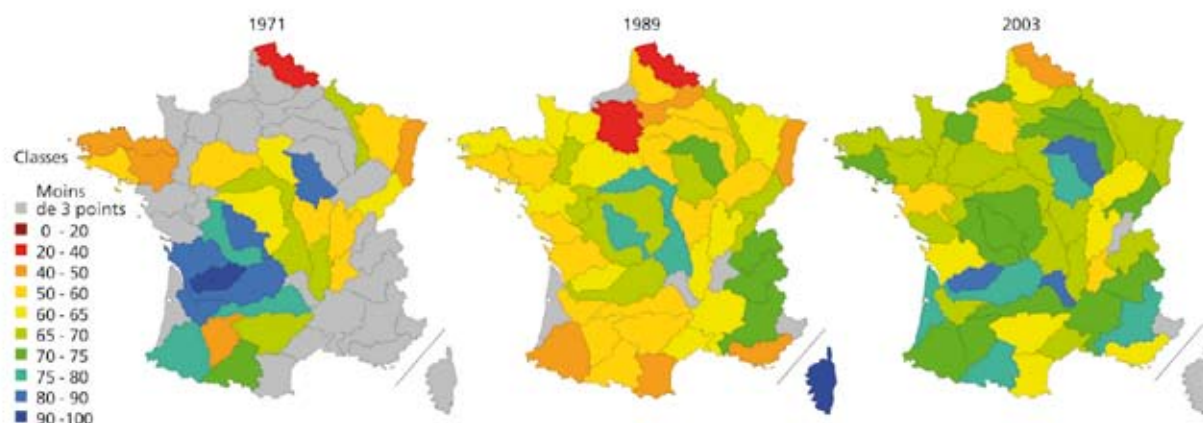 1971
1989
2003
Classes
Moins
de 3 points
0 - 20
20 - 40
40 - 50
50 - 60
60 - 65
65 - 70
70 - 75
75 - 80
80 - 90
90 -100